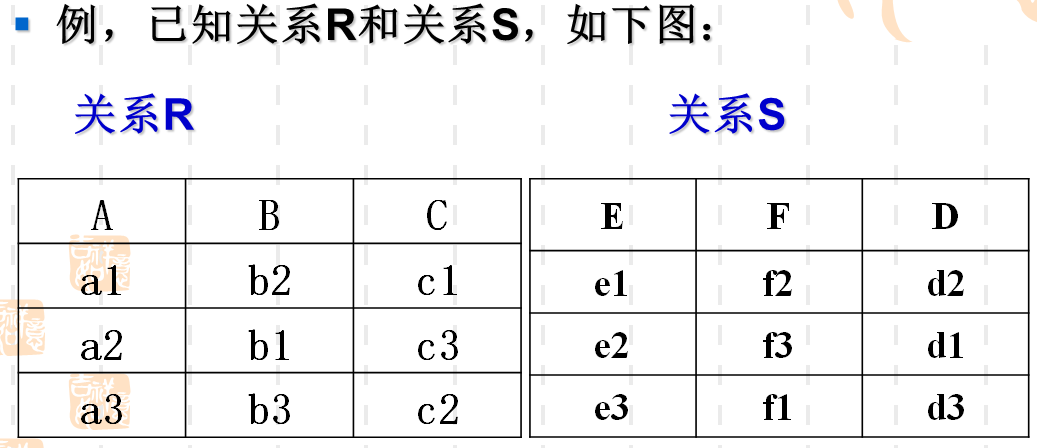 例，已知关系R和关系S，如下图：
关系R 关系S
A B C E F D
a1 b2 c1 e1 f2 d2
a2 b1 c3 e2 f3 d1
a3 b3 c2 e3 f1 d3